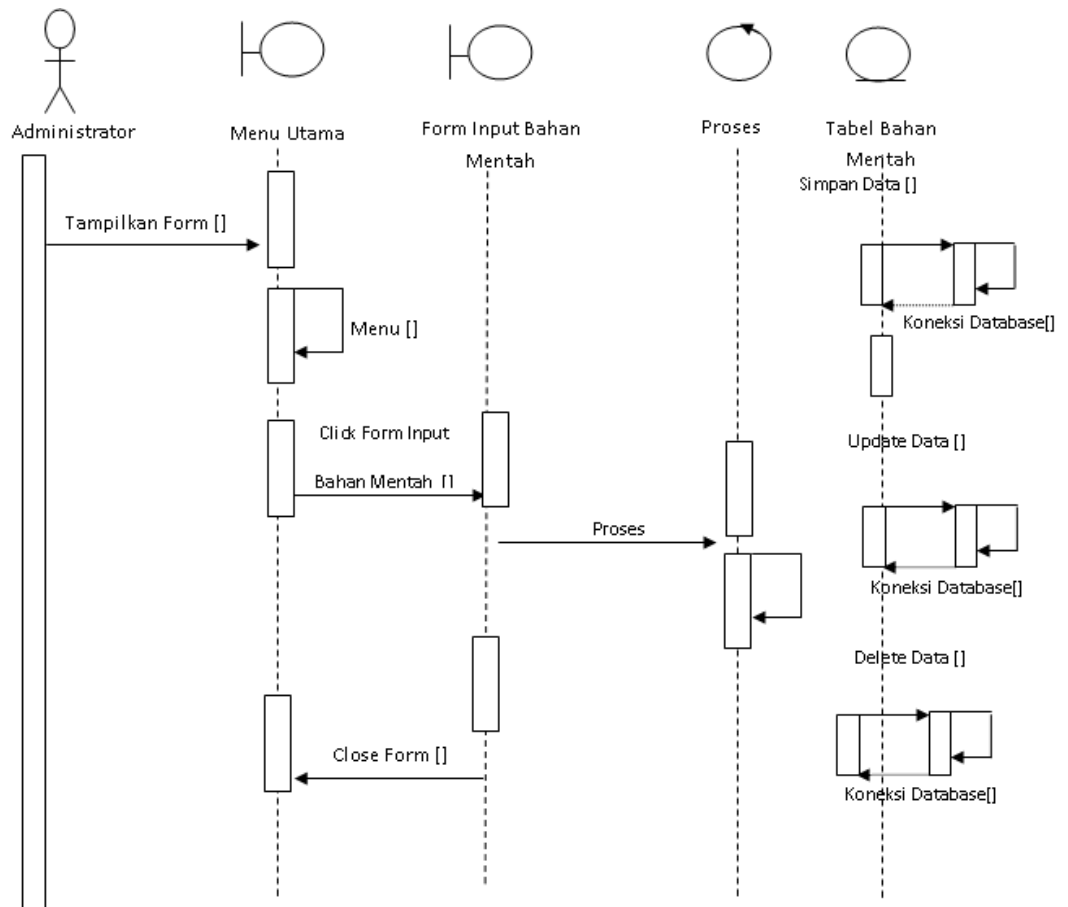 Administrator
Menu Utama
Form Input Bahan
Mentah
Proses
Tabel Bahan
Mentah
Simpan Data []
Tampilkan Form []
Koneksi Database[]
Menu []
Click Form Input
Bahan Mentah []
Update Data []
Proses
Koneksi Database[]
Delete Data []
Close Form []
Koneksi Database[]